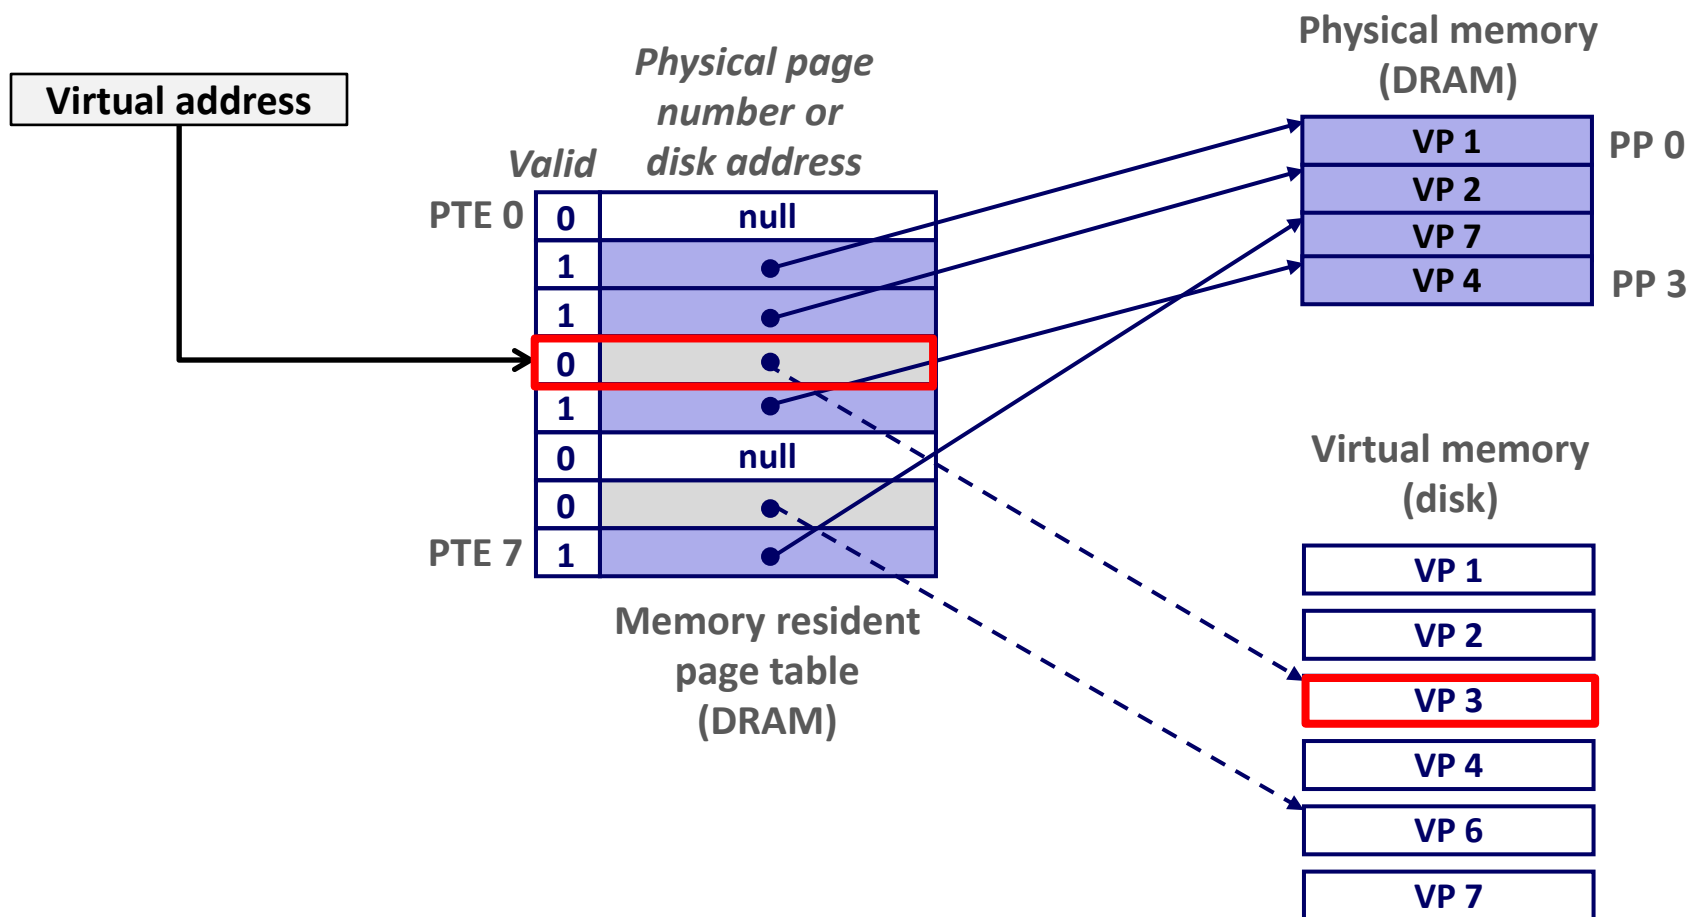 Virtual address
Physical page
number or
disk address
Valid
PTE 0
0 null
1
1
0
1
0 null
0
PTE 7
1
Memory resident
page table
(DRAM)
Physical memory
(DRAM)
VP 1
PP 0
VP 2
VP 7
VP 4
PP 3
Virtual memory
(disk)
VP 1
VP 2
VP 3
VP 4
VP 6
VP 7